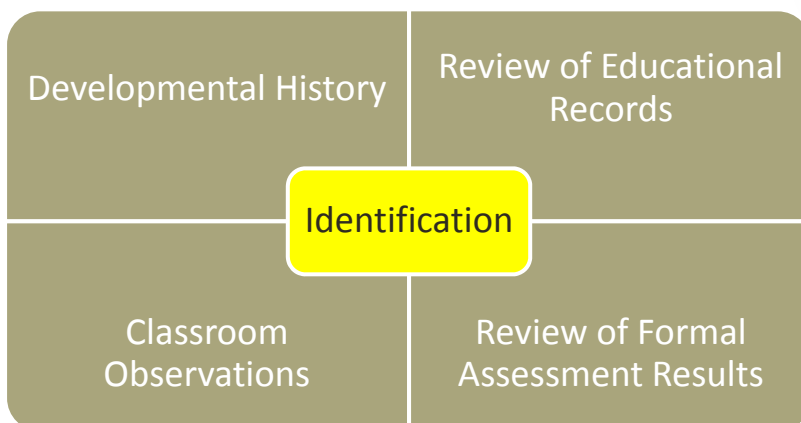 Developmental History
Review of Educational
Records
Identification
Classroom
Observations
Review of Formal
Assessment Results